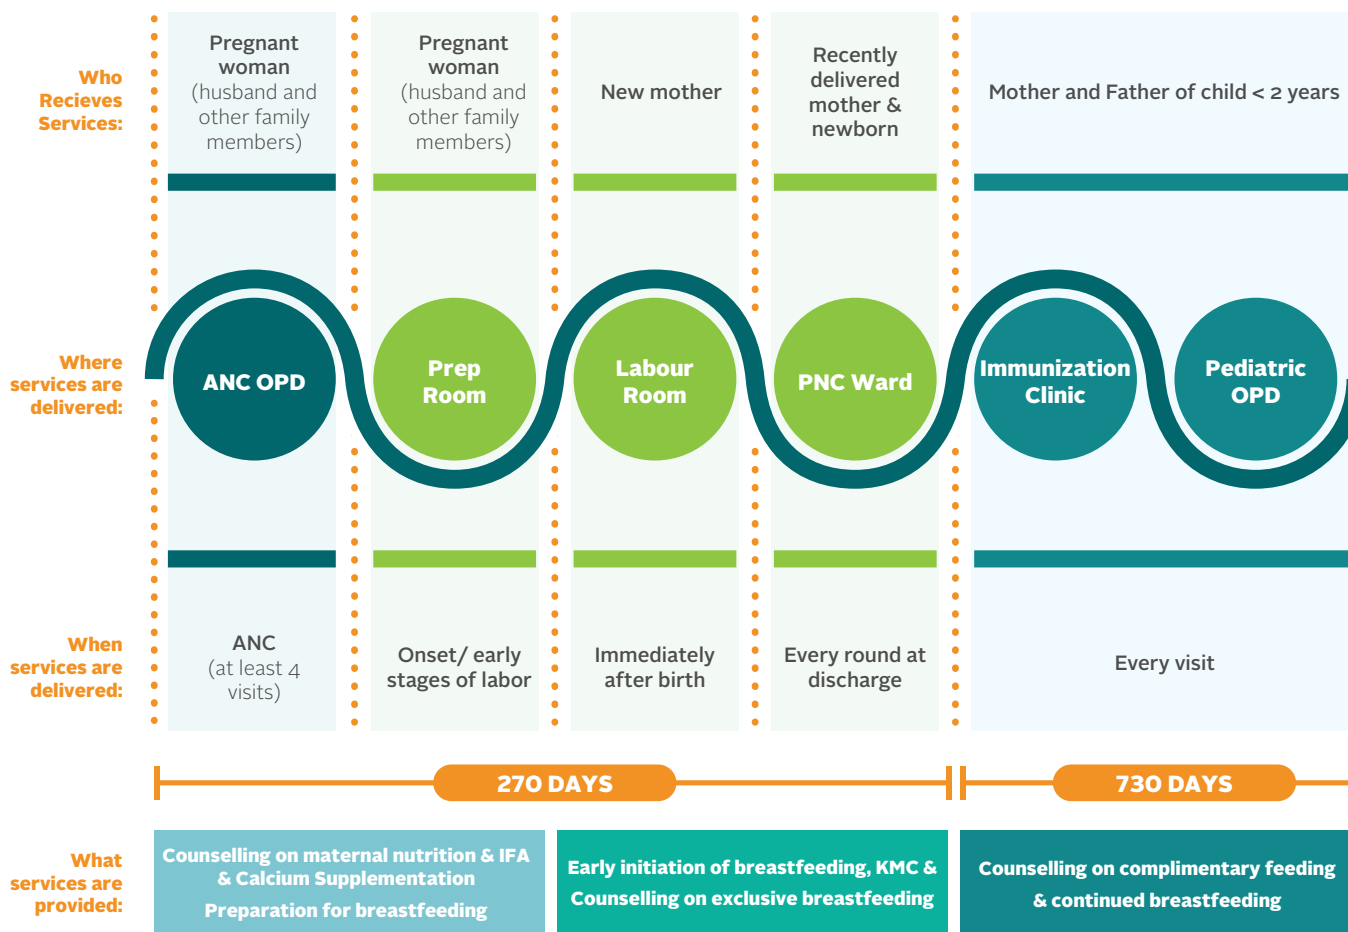 Who
Recieves
Services:
Pregnant
woman
(husband and
other family
members)
Pregnant
woman
(husband and
other family
members)
New mother
Recently
delivered
mother &
newborn
Mother and Father of child < 2 years
Where
services are
delivered:
ANC OPD
Prep
Room
Labour
Room
PNC Ward
Immunization
Clinic
Pediatric
OPD
When
services are
delivered:
ANC
(at least 4
visits)
Onset/ early
stages of labor
Immediately
after birth
Every round at
discharge
Every visit
270 DAYS
730 DAYS
What
services are
provided:
Counselling on maternal nutrition & IFA
& Calcium Supplementation
Preparation for breastfeeding
Early initiation of breastfeeding, KMC &
Counselling on exclusive breastfeeding
Counselling on complimentary feeding
& continued breastfeeding